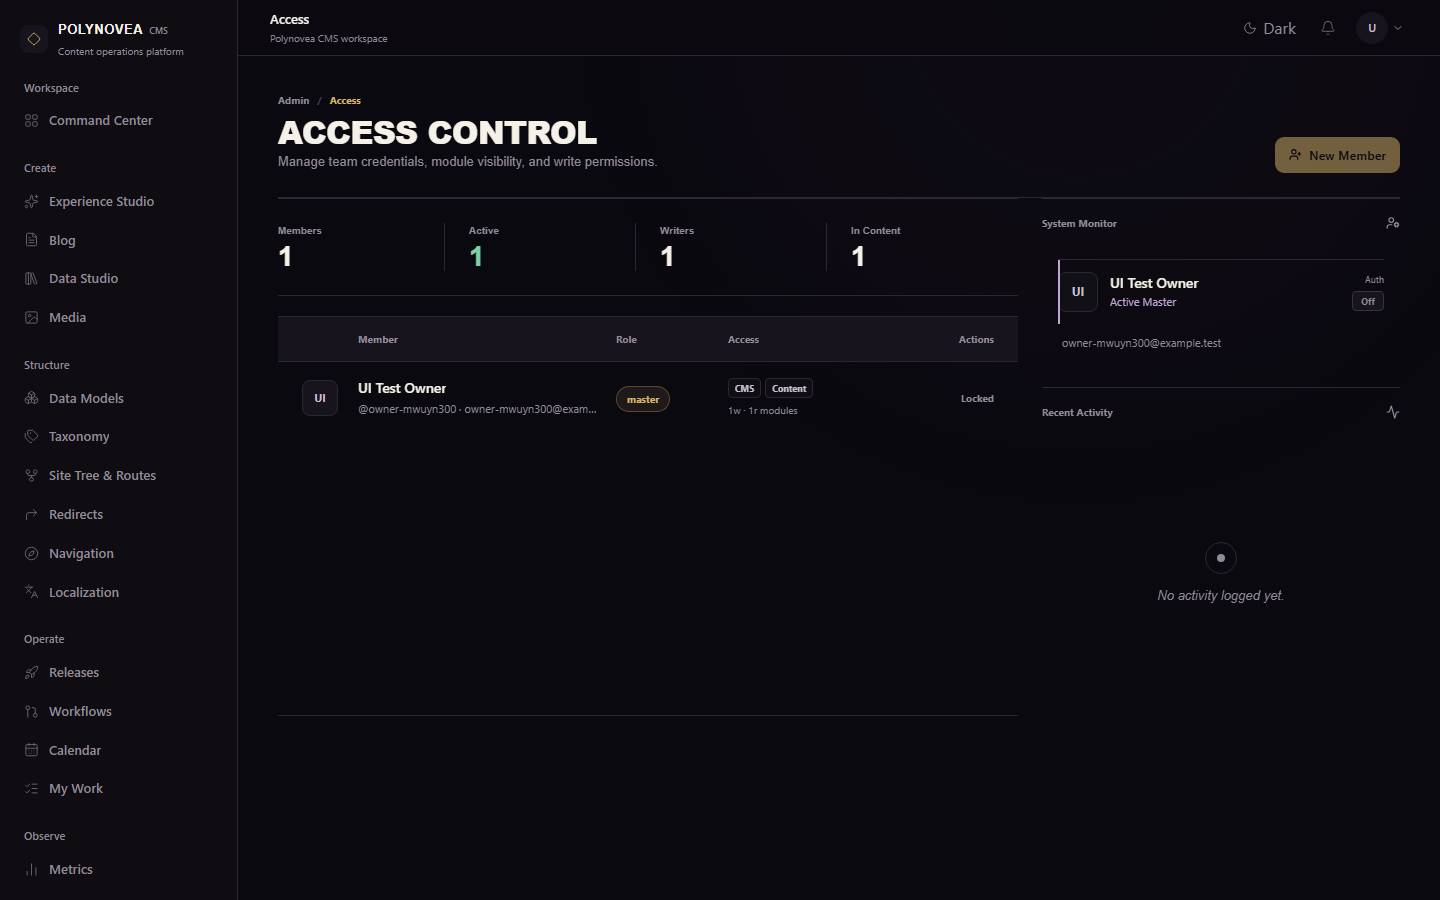 POLYNOVEA CMS
Content operations platform
Workspace
Command Center
Create
Experience Studio
Blog
Data Studio
Media
Structure
Data Models
Taxonomy
Site Tree & Routes
Redirects
Navigation
Localization
Operate
Releases
Workflows
Calendar
My Work
Observe
Metrics
Access
Polynovea CMS workspace
Dark
U
Admin / Access
ACCESS CONTROL
Manage team credentials, module visibility, and write permissions.
New Member
Members
1
Active
1
Writers
1
In Content
1
Member Role Access Actions
UI
UI Test Owner
@owner-mwuyn300 · owner-mwuyn300@exam...
master
CMS Content
1w · 1r modules
Locked
System Monitor
UI
UI Test Owner
Active Master
Auth
Off
owner-mwuyn300@example.test
Recent Activity
No activity logged yet.